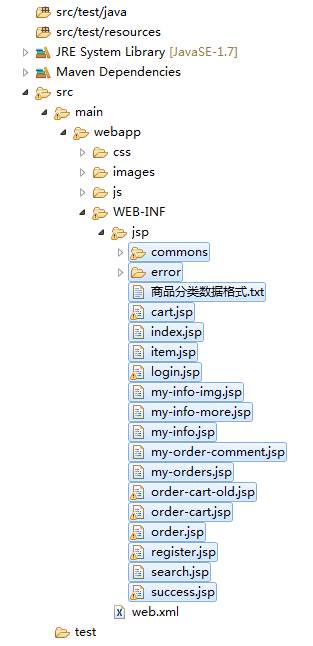 src/test/java
src/test/resources
JRE System Library [JavaSE-1.7]
Maven Dependencies
src
main
webapp
css
images
js
WEB-INF
jsp
commons
error
商品分类数据格式.txt
cart.jsp
index.jsp
item.jsp
login.jsp
my-info-img.jsp
my-info-more.jsp
my-info.jsp
my-order-comment.jsp
my-orders.jsp
order-cart-old.jsp
order-cart.jsp
order.jsp
register.jsp
search.jsp
success.jsp
web.xml
test